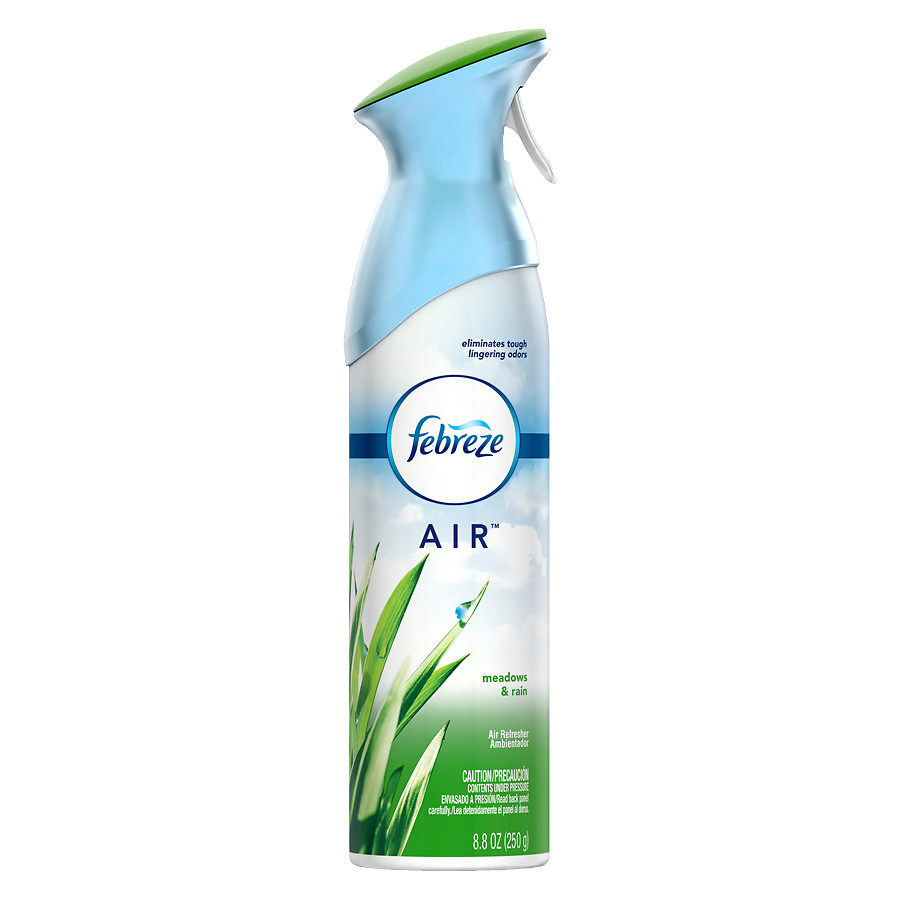 eliminates tough
lingering odors
febreze
AIR™
meadows
& rain
Air Refresher
Ambientador
CAUTION/PRECAUCIÓN
CONTENTS UNDER PRESSURE
ENVASADO A PRESIÓN/Read back panel
carefully./Lea detenidamente el panel al dorso.
8.8 OZ (250 g)